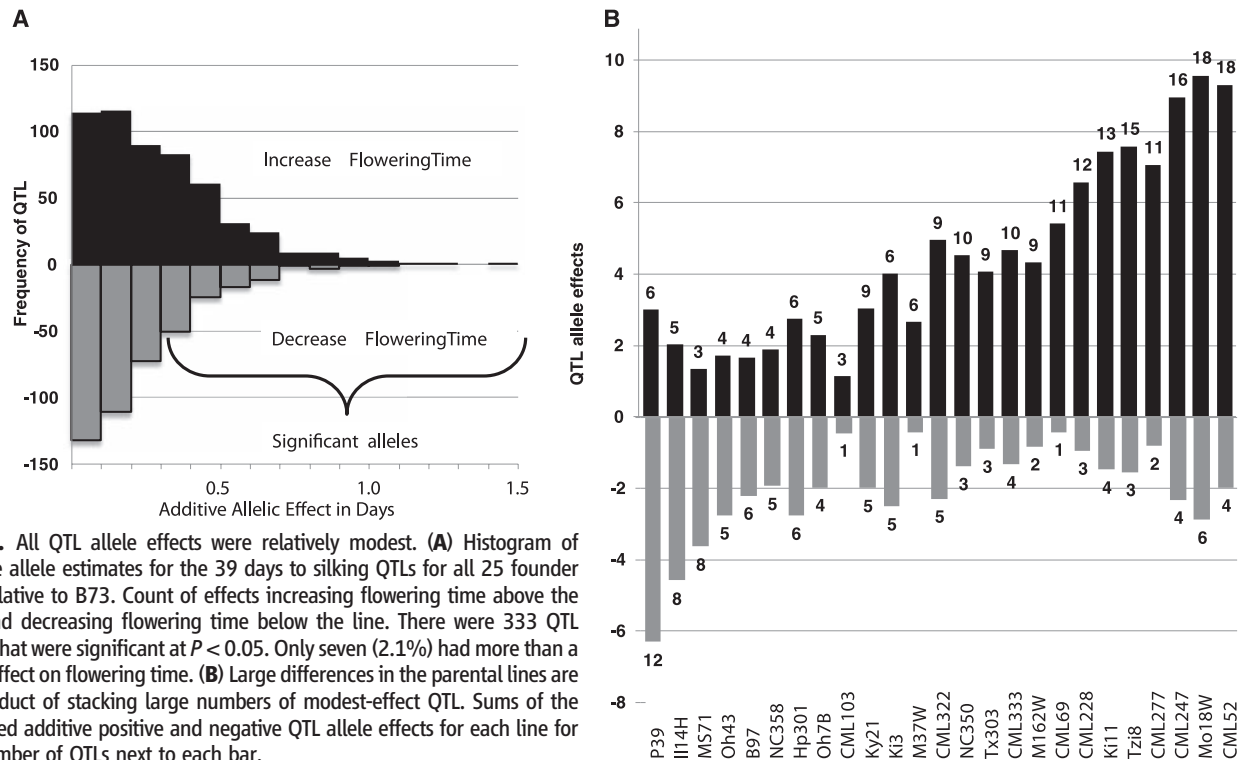 A
150
100
50
0
-50
-100
-150
Frequency of QTL
Increase FloweringTime
Decrease FloweringTime
Significant alleles
0.5 1.0 1.5
Additive Allelic Effect in Days
. All QTL allele effects were relatively modest. (A) Histogram of
e allele estimates for the 39 days to silking QTLs for all 25 founder
lative to B73. Count of effects increasing flowering time above the
nd decreasing flowering time below the line. There were 333 QTL
hat were significant at P < 0.05. Only seven (2.1%) had more than a
ffect on flowering time. (B) Large differences in the parental lines are
duct of stacking large numbers of modest-effect QTL. Sums of the
ed additive positive and negative QTL allele effects for each line for
mber of QTLs next to each bar.
B
10
8
6
4
2
0
-2
-4
-6
-8
QTL allele effects
6 5 3 4 4 4 6 5 3 9 6 6 9 10 9 10 9 11 12 13 15 11 16 18 18
12 8 8 5 6 5 6 4 1 5 5 1 5 3 3 4 2 1 3 4 3 2 4 6 4
P39
Il14H
MS71
Oh43
B97
NC358
Hp301
Oh7B
CML103
Ky21
Ki3
M37W
CML322
NC350
Tx303
CML333
M162W
CML69
CML228
Ki11
Tzi8
CML277
CML247
Mo18W
CML52